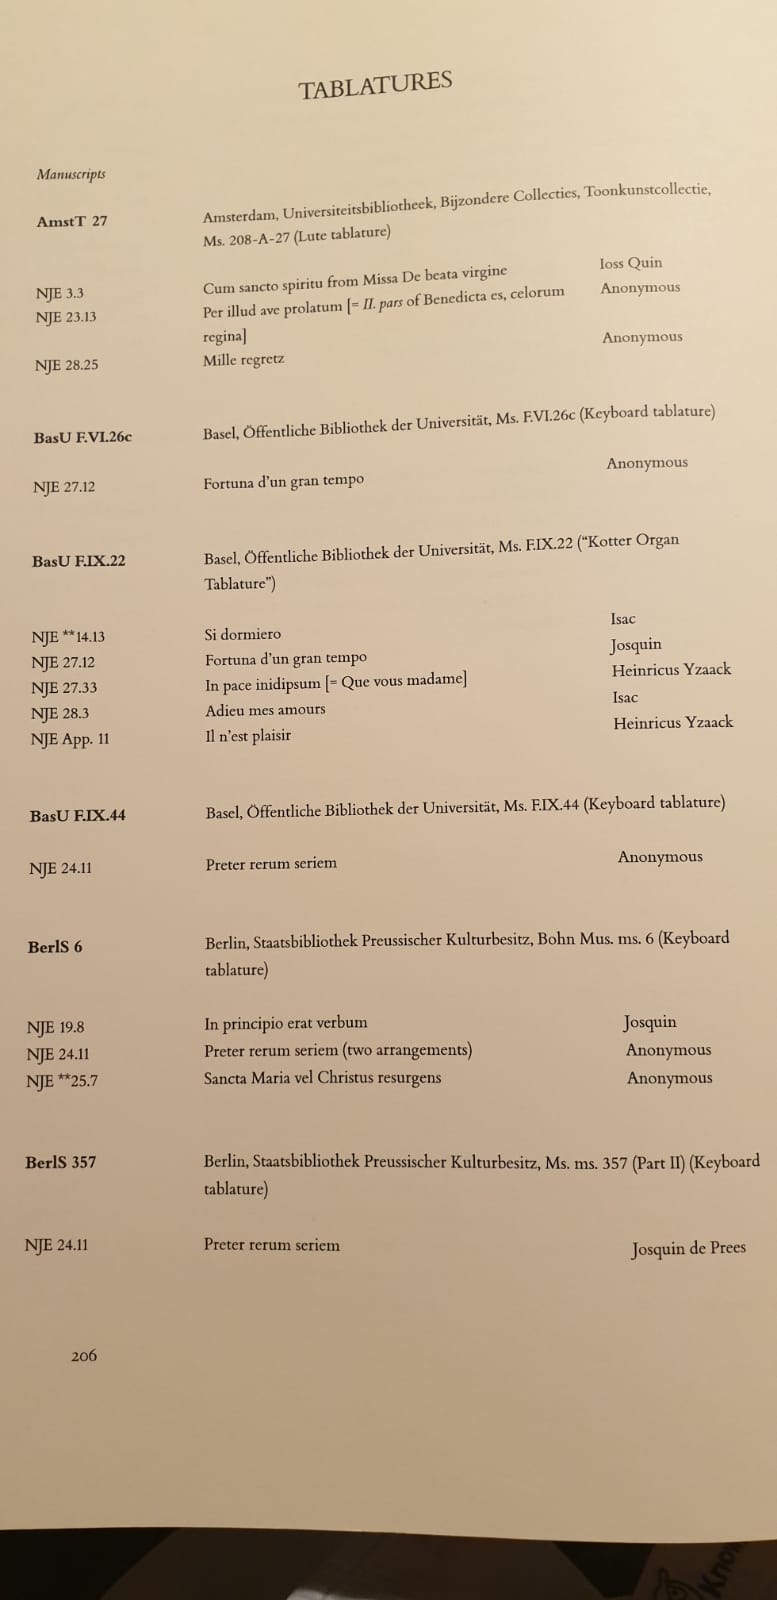 TABLATURES
Manuscripts
AmstT 27 Amsterdam, Universiteitsbibliotheek, Bijzondere Collecties, Toonkunstcollectie,
Ms. 208-A-27 (Lute tablature)
NJE 3.3 Cum sancto spiritu from Missa De beata virgine Ioss Quin
NJE 23.13 Per illud ave prolatum [= II. pars of Benedicta es, celorum Anonymous
regina]
NJE 28.25 Mille regretz Anonymous
BasU F.VI.26c Basel, Öffentliche Bibliothek der Universität, Ms. F.VI.26c (Keyboard tablature)
NJE 27.12 Fortuna d'un gran tempo Anonymous
BasU F.IX.22 Basel, Öffentliche Bibliothek der Universität, Ms. F.IX.22 (“Kotter Organ
Tablature”)
NJE **14.13 Si dormiero Isac
NJE 27.12 Fortuna d'un gran tempo Josquin
NJE 27.33 In pace inidipsum [= Que vous madame] Heinricus Yzaack
NJE 28.3 Adieu mes amours Isac
NJE App. 11 Il n'est plaisir Heinricus Yzaack
BasU F.IX.44 Basel, Öffentliche Bibliothek der Universität, Ms. F.IX.44 (Keyboard tablature)
NJE 24.11 Preter rerum seriem Anonymous
BerlS 6 Berlin, Staatsbibliothek Preussischer Kulturbesitz, Bohn Mus. ms. 6 (Keyboard
tablature)
NJE 19.8 In principio erat verbum Josquin
NJE 24.11 Preter rerum seriem (two arrangements) Anonymous
NJE **25.7 Sancta Maria vel Christus resurgens Anonymous
BerlS 357 Berlin, Staatsbibliothek Preussischer Kulturbesitz, Ms. ms. 357 (Part II) (Keyboard
tablature)
NJE 24.11 Preter rerum seriem Josquin de Prees
206